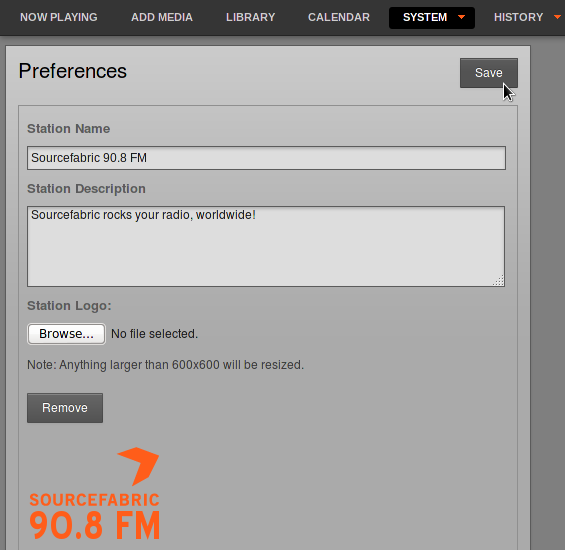 NOW PLAYING ADD MEDIA LIBRARY CALENDAR SYSTEM HISTORY
Preferences
Save
Station Name
Sourcefabric 90.8 FM
Station Description
Sourcefabric rocks your radio, worldwide!
Station Logo:
Browse... No file selected.
Note: Anything larger than 600x600 will be resized.
Remove
SOURCEFABRIC
90.8 FM